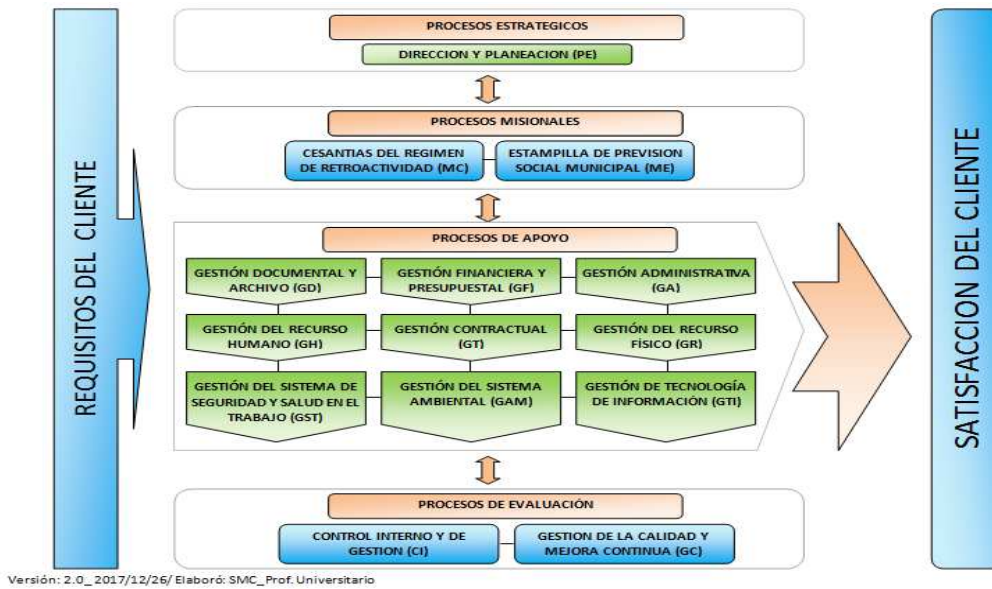 REQUISITOS DEL CLIENTE
PROCESOS ESTRATEGICOS
DIRECCION Y PLANEACION (PE)
PROCESOS MISIONALES
CESANTIAS DEL REGIMEN
DE RETROACTIVIDAD (MC)
ESTAMPILLA DE PREVISION
SOCIAL MUNICIPAL (ME)
PROCESOS DE APOYO
GESTIÓN DOCUMENTAL Y
ARCHIVO (GD)
GESTIÓN FINANCIERA Y
PRESUPUESTAL (GF)
GESTIÓN ADMINISTRATIVA
(GA)
GESTIÓN DEL RECURSO
HUMANO (GH)
GESTIÓN CONTRACTUAL
(GT)
GESTIÓN DEL RECURSO
FÍSICO (GR)
GESTIÓN DEL SISTEMA DE
SEGURIDAD Y SALUD EN EL
TRABAJO (GST)
GESTIÓN DEL SISTEMA
AMBIENTAL (GAM)
GESTIÓN DE TECNOLOGÍA
DE INFORMACIÓN (GTI)
PROCESOS DE EVALUACIÓN
CONTROL INTERNO Y DE
GESTION (CI)
GESTION DE LA CALIDAD Y
MEJORA CONTINUA (GC)
SATISFACCION DEL CLIENTE
Versión: 2.0_ 2017/12/26/ Elaboró: SMC_Prof. Universitario